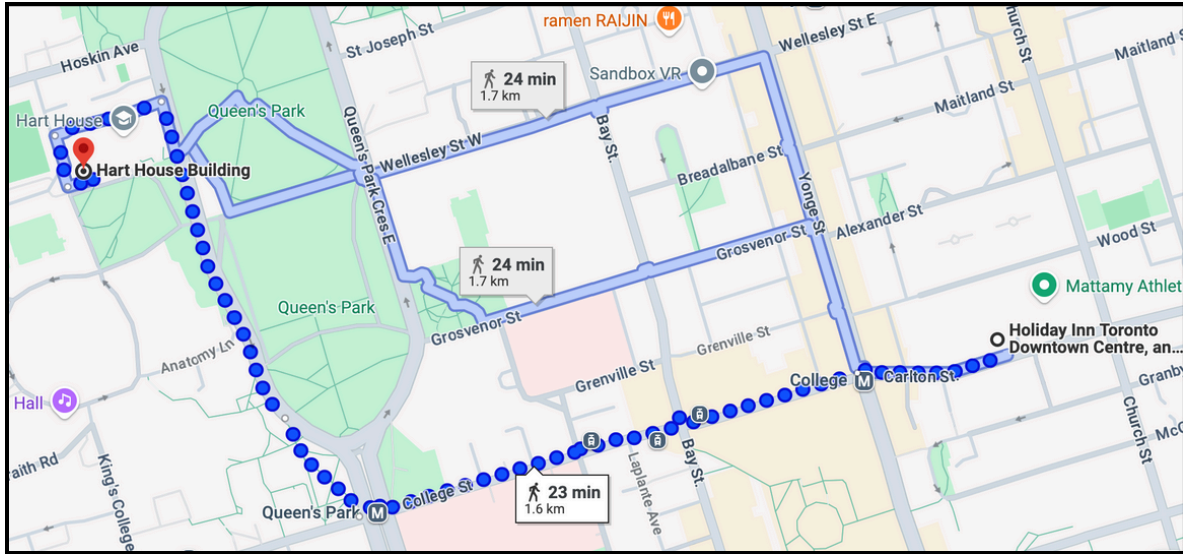 ramen RAIJIN
Church St.
Wellesley St E
Maitland St
Hoskin Ave
St Joseph St
24 min
1.7 km
Sandbox VR
Maitland St
Hart House
Queen's Park
Bay St.
Wellesley St W
Hart House Building
Breadalbane St
Queen's Park Cres E
Yonge St
Alexander St
Wood St
Grosvenor St
24 min
1.7 km
Mattamy Athlet
Queen's Park
Grosvenor St
Grenville St
Holiday Inn Toronto
Downtown Centre, an...
Anatomy Ln
Grenville St
College
M
Carlton St.
Granby
Hall
Church St.
McG
raith Rd
King's College
Bay St.
Laplante Ave
23 min
1.6 km
College St
Queen's Park
M